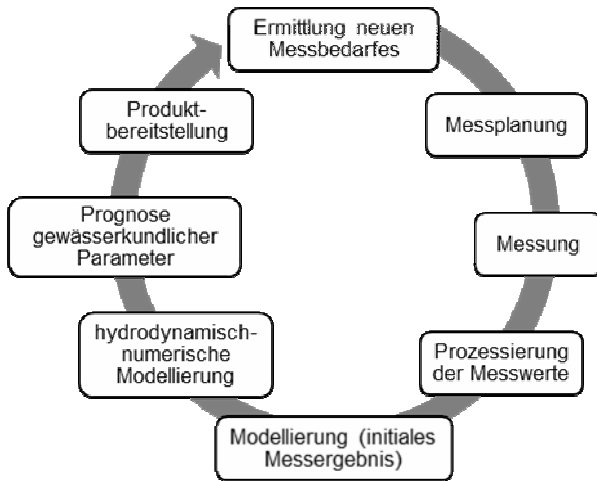 Ermittlung neuen
Messbedarfes
Messplanung
Messung
Prozessierung
der Messwerte
Modellierung (initiales
Messergebnis)
hydrodynamisch-
numerische
Modellierung
Prognose
gewässerkundlicher
Parameter
Produkt-
bereitstellung